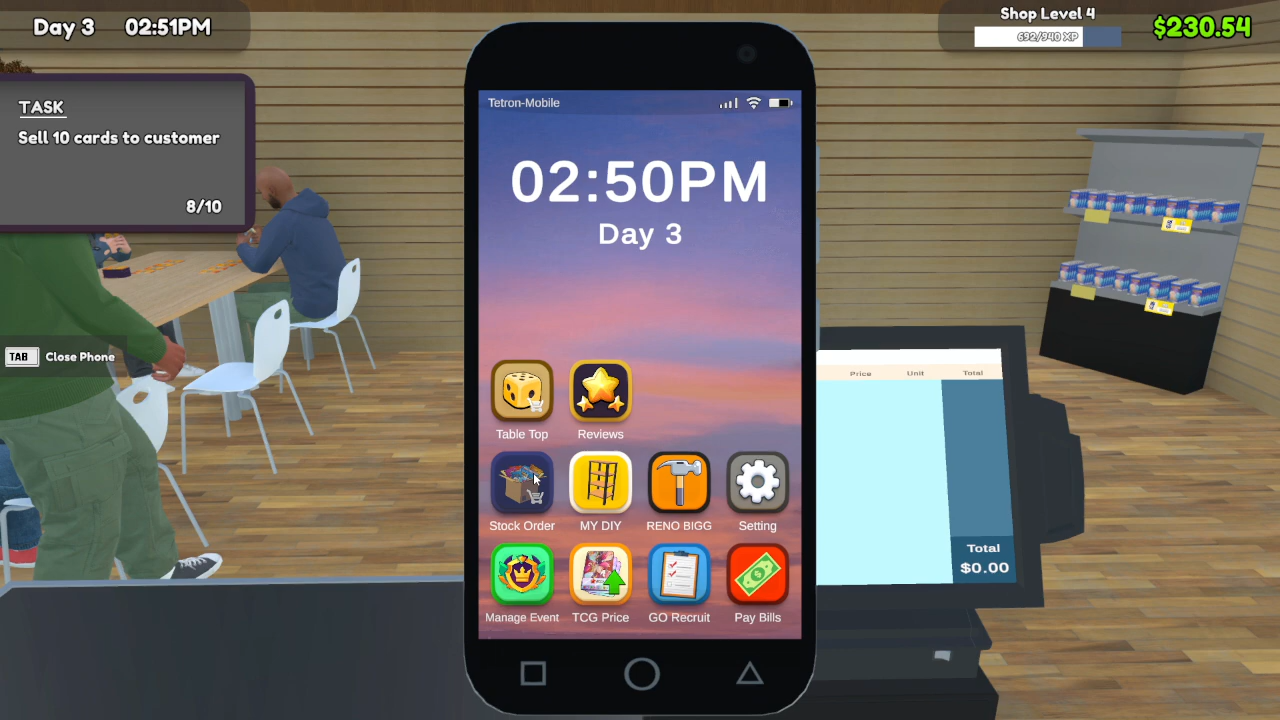 Day 3 02:51PM
Shop Level 4
692/940 XP
$230.54
TASK
Sell 10 cards to customer
8/10
TAB Close Phone
Tetron-Mobile
02:50PM
Day 3
Table Top Reviews
Stock Order MY DIY RENO BIGG Setting
Manage Event TCG Price GO Recruit Pay Bills
Price Unit Total
Total
$0.00